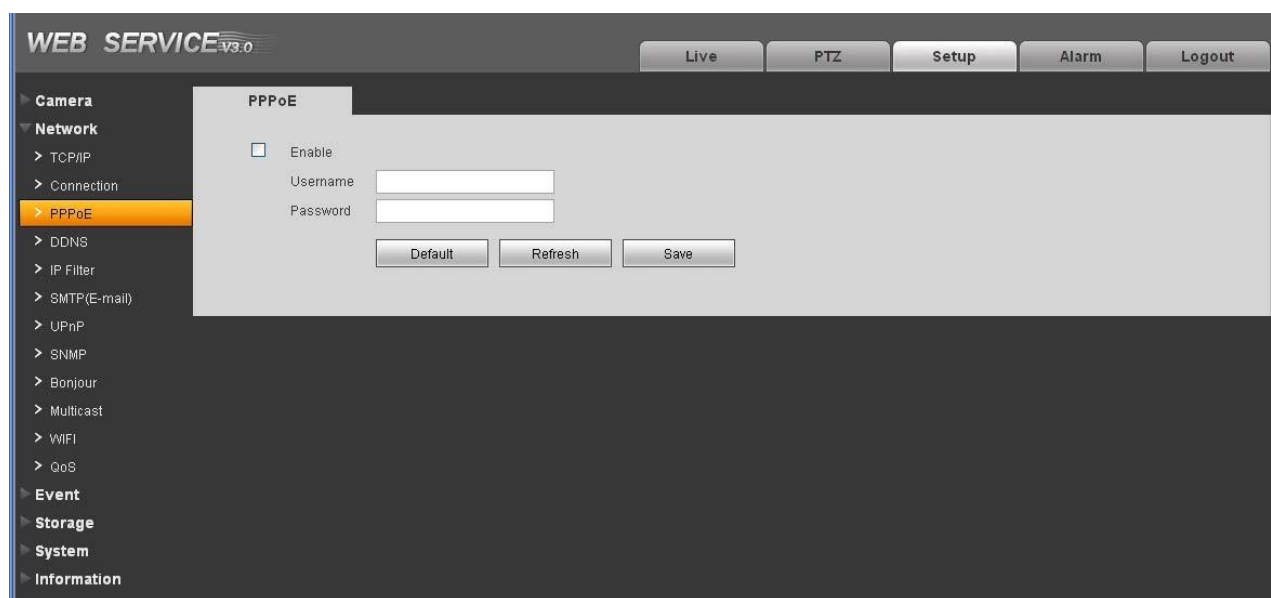 WEB SERVICE V3.0
Live PTZ Setup Alarm Logout
Camera
Network
> TCP/IP
> Connection
> PPPoE
> DDNS
> IP Filter
> SMTP(E-mail)
> UPnP
> SNMP
> Bonjour
> Multicast
> WIFI
> QoS
Event
Storage
System
Information
PPPoE
Enable
Username
Password
Default Refresh Save